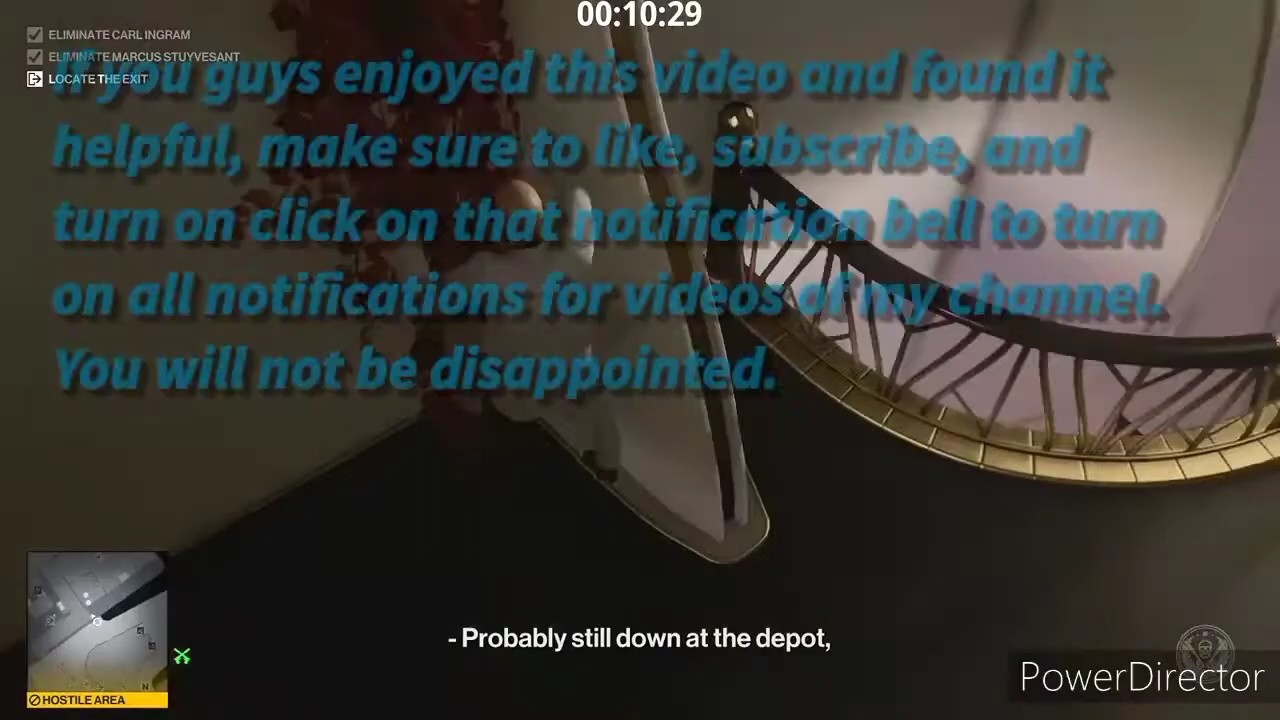 00:10:29
ELIMINATE CARL INGRAM
ELIMINATE MARCUS STUYVESANT
LOCATE THE EXIT
If you guys enjoyed this video and found it
helpful, make sure to like, subscribe, and
turn on click on that notification bell to turn
on all notifications for videos of my channel.
You will not be disappointed.
- Probably still down at the depot,
N
HOSTILE AREA
PowerDirector